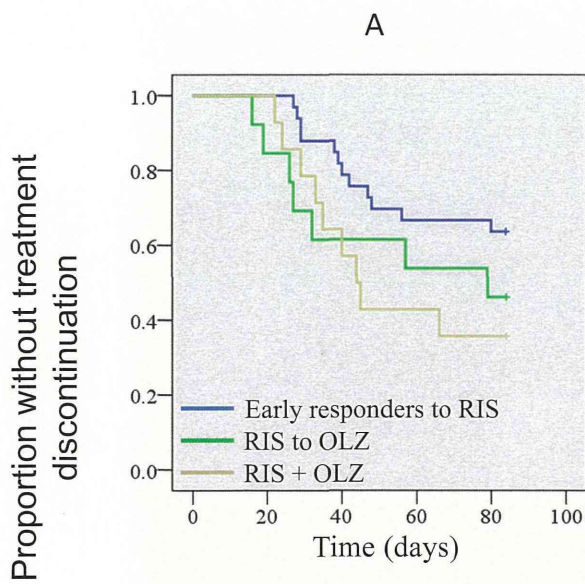 A
Proportion without treatment
discontinuation
1.0
0.8
0.6
0.4
0.2
0.0
Early responders to RIS
RIS to OLZ
RIS + OLZ
0 20 40 60 80 100
Time (days)